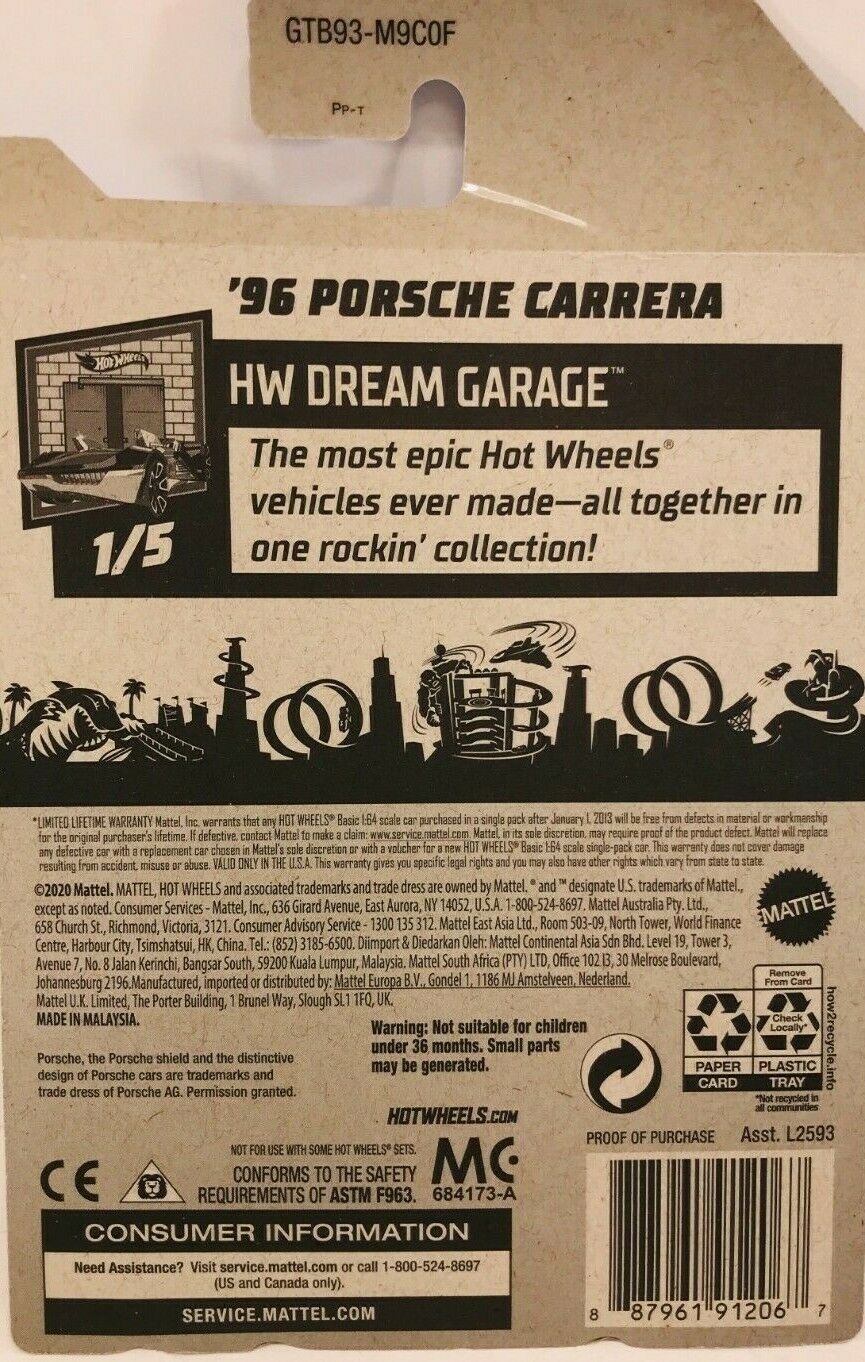 GTB93-M9C0F
PP-T
'96 PORSCHE CARRERA
HOT WHEELS
HW DREAM GARAGE™
The most epic Hot Wheels®
vehicles ever made—all together in
one rockin' collection!
1/5
*LIMITED LIFETIME WARRANTY Mattel, Inc. warrants that any HOT WHEELS® Basic 1:64 scale car purchased in a single pack after January 1, 2013 will be free from defects in material or workmanship
for the original purchaser's lifetime. If defective, contact Mattel to make a claim: www.service.mattel.com. Mattel, in its sole discretion, may require proof of the product defect. Mattel will replace
any defective car with a replacement car chosen in Mattel's sole discretion or with a voucher for a new HOT WHEELS® Basic 1:64 scale single-pack car. This warranty does not cover damage
resulting from accident, misuse or abuse. VALID ONLY IN THE U.S.A. This warranty gives you specific legal rights and you may also have other rights which vary from state to state.
©2020 Mattel. MATTEL, HOT WHEELS and associated trademarks and trade dress are owned by Mattel. ® and ™ designate U.S. trademarks of Mattel,
except as noted. Consumer Services - Mattel, Inc., 636 Girard Avenue, East Aurora, NY 14052, U.S.A. 1-800-524-8697. Mattel Australia Pty. Ltd.,
658 Church St., Richmond, Victoria, 3121. Consumer Advisory Service - 1300 135 312. Mattel East Asia Ltd., Room 503-09, North Tower, World Finance
Centre, Harbour City, Tsimshatsui, HK, China. Tel.: (852) 3185-6500. Diimport & Diedarkan Oleh: Mattel Continental Asia Sdn Bhd. Level 19, Tower 3,
Avenue 7, No. 8 Jalan Kerinchi, Bangsar South, 59200 Kuala Lumpur, Malaysia. Mattel South Africa (PTY) LTD, Office 102 I3, 30 Melrose Boulevard,
Johannesburg 2196.Manufactured, imported or distributed by: Mattel Europa B.V., Gondel 1, 1186 MJ Amstelveen, Nederland.
Mattel U.K. Limited, The Porter Building, 1 Brunel Way, Slough SL1 1FQ, UK.
MADE IN MALAYSIA.
MATTEL
Porsche, the Porsche shield and the distinctive
design of Porsche cars are trademarks and
trade dress of Porsche AG. Permission granted.
Warning: Not suitable for children
under 36 months. Small parts
may be generated.
Remove
From Card
Check
Locally*
PAPER
CARD
PLASTIC
TRAY
*Not recycled in
all communities
how2recycle.info
HOTWHEELS.COM
NOT FOR USE WITH SOME HOT WHEELS® SETS.
CE
CONFORMS TO THE SAFETY
REQUIREMENTS OF ASTM F963.
MC
684173-A
PROOF OF PURCHASE
Asst. L2593
CONSUMER INFORMATION
Need Assistance? Visit service.mattel.com or call 1-800-524-8697
(US and Canada only).
SERVICE.MATTEL.COM
8 87961 91206 7